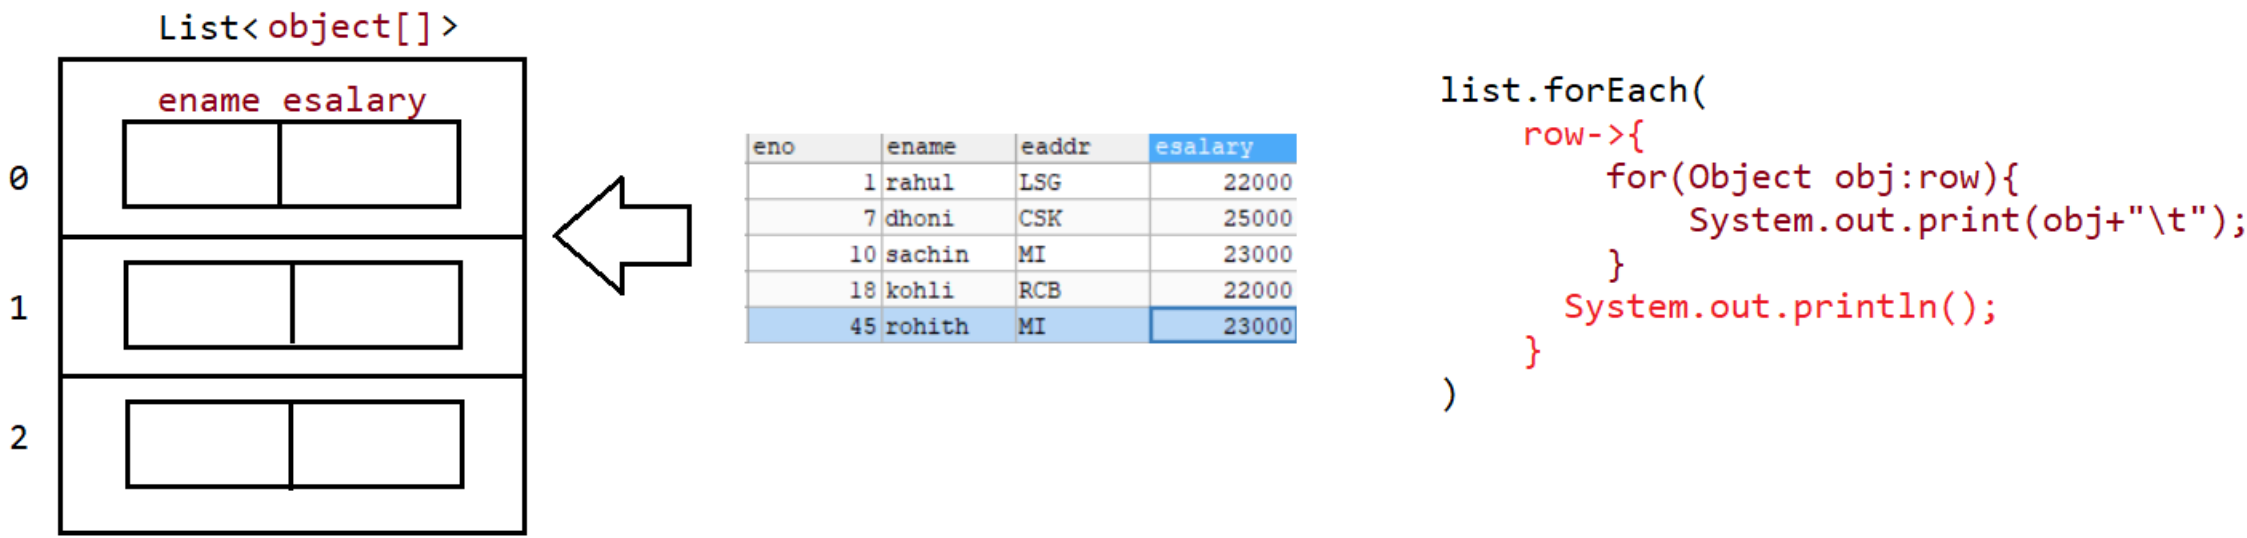 List<object[]>
ename esalary
0
1
2
eno ename eaddr esalary
1 rahul LSG 22000
7 dhoni CSK 25000
10 sachin MI 23000
18 kohli RCB 22000
45 rohith MI 23000
list.forEach(
row->{
for(Object obj:row){
System.out.print(obj+"\t");
}
System.out.println();
}
)